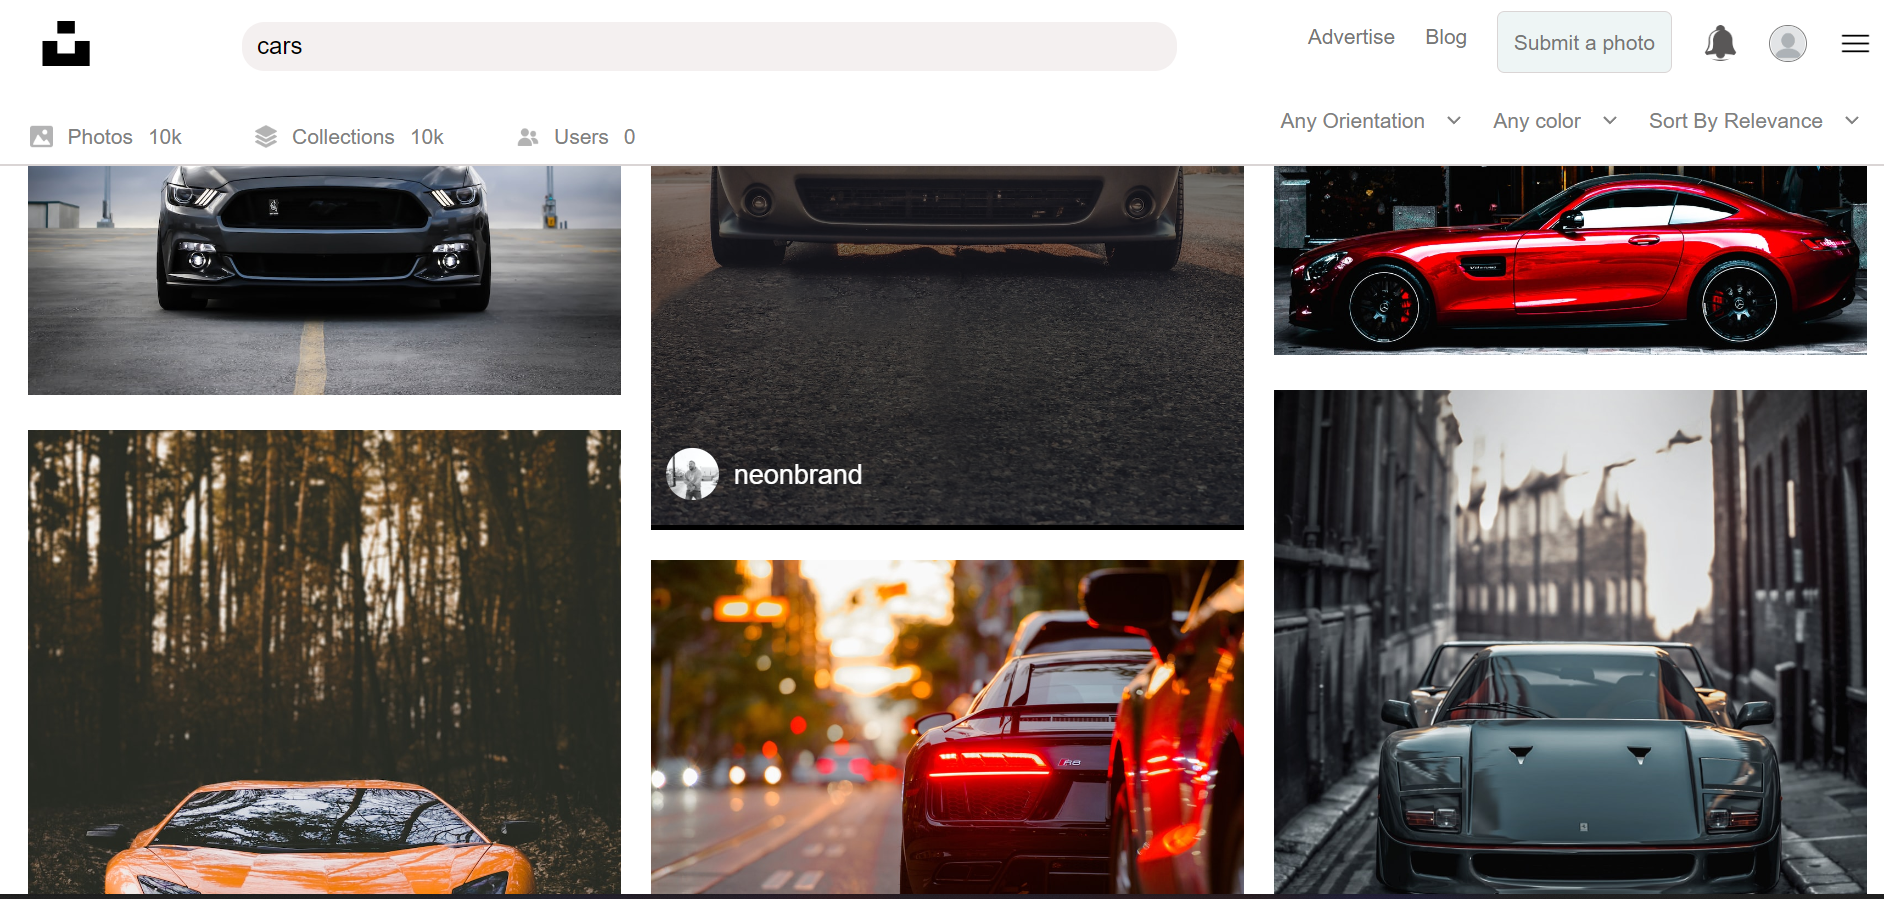 cars
Advertise Blog Submit a photo
Photos 10k Collections 10k Users 0
Any Orientation Any color Sort By Relevance
neonbrand
R8